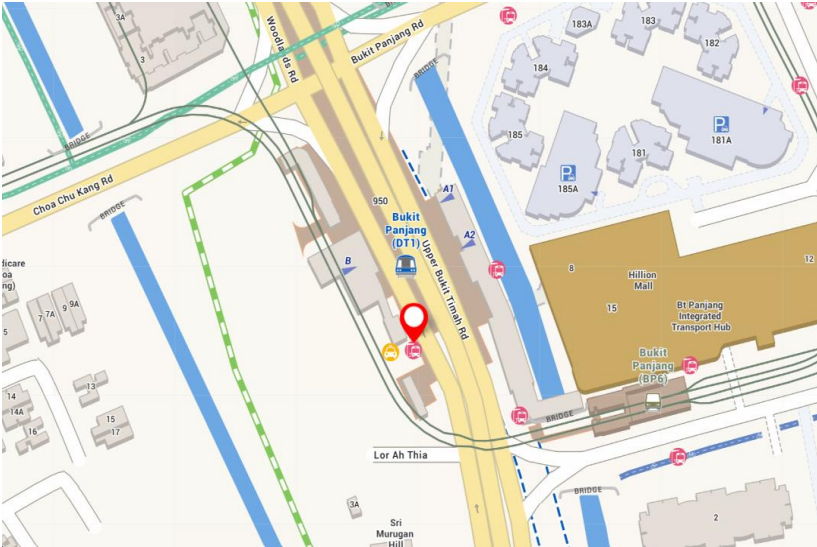 3A
3
Woodlands Rd
Bukit Panjang Rd
BRIDGE
183A
183
182
184
BRIDGE
Choa Chu Kang Rd
185
181
P
181A
P
185A
BRIDGE
950
A1
Bukit
Panjang
(DT1)
A2
Upper Bukit Timah Rd
B
8
Hillion
Mall
12
15
Bt Panjang
Integrated
Transport Hub
dicare
oa
ng)
9A
9
7A
7
5
Bukit
Panjang
(BP6)
13
14
14A
16
15
17
BRIDGE
Lor Ah Thia
BRIDGE
3A
2
Sri
Murugan
Hill